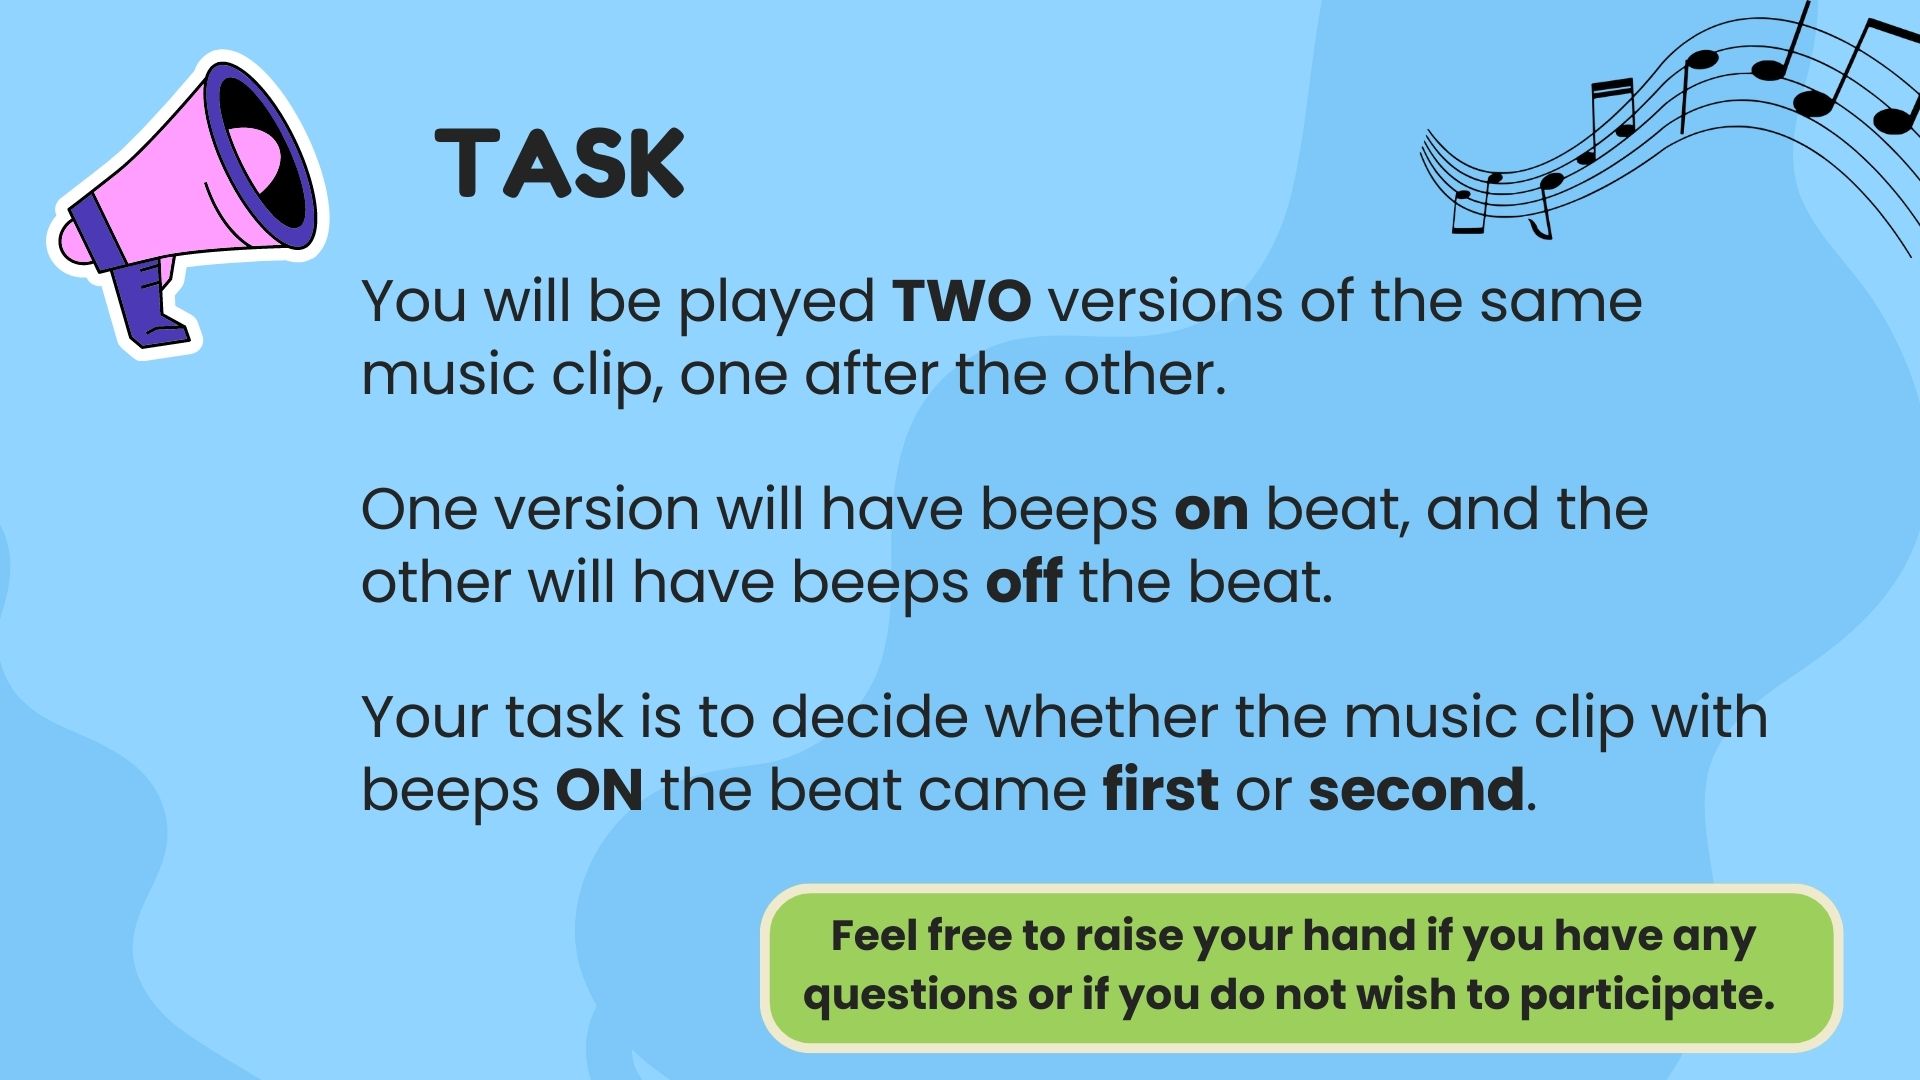 TASK
You will be played TWO versions of the same
music clip, one after the other.
One version will have beeps on beat, and the
other will have beeps off the beat.
Your task is to decide whether the music clip with
beeps ON the beat came first or second.
Feel free to raise your hand if you have any
questions or if you do not wish to participate.